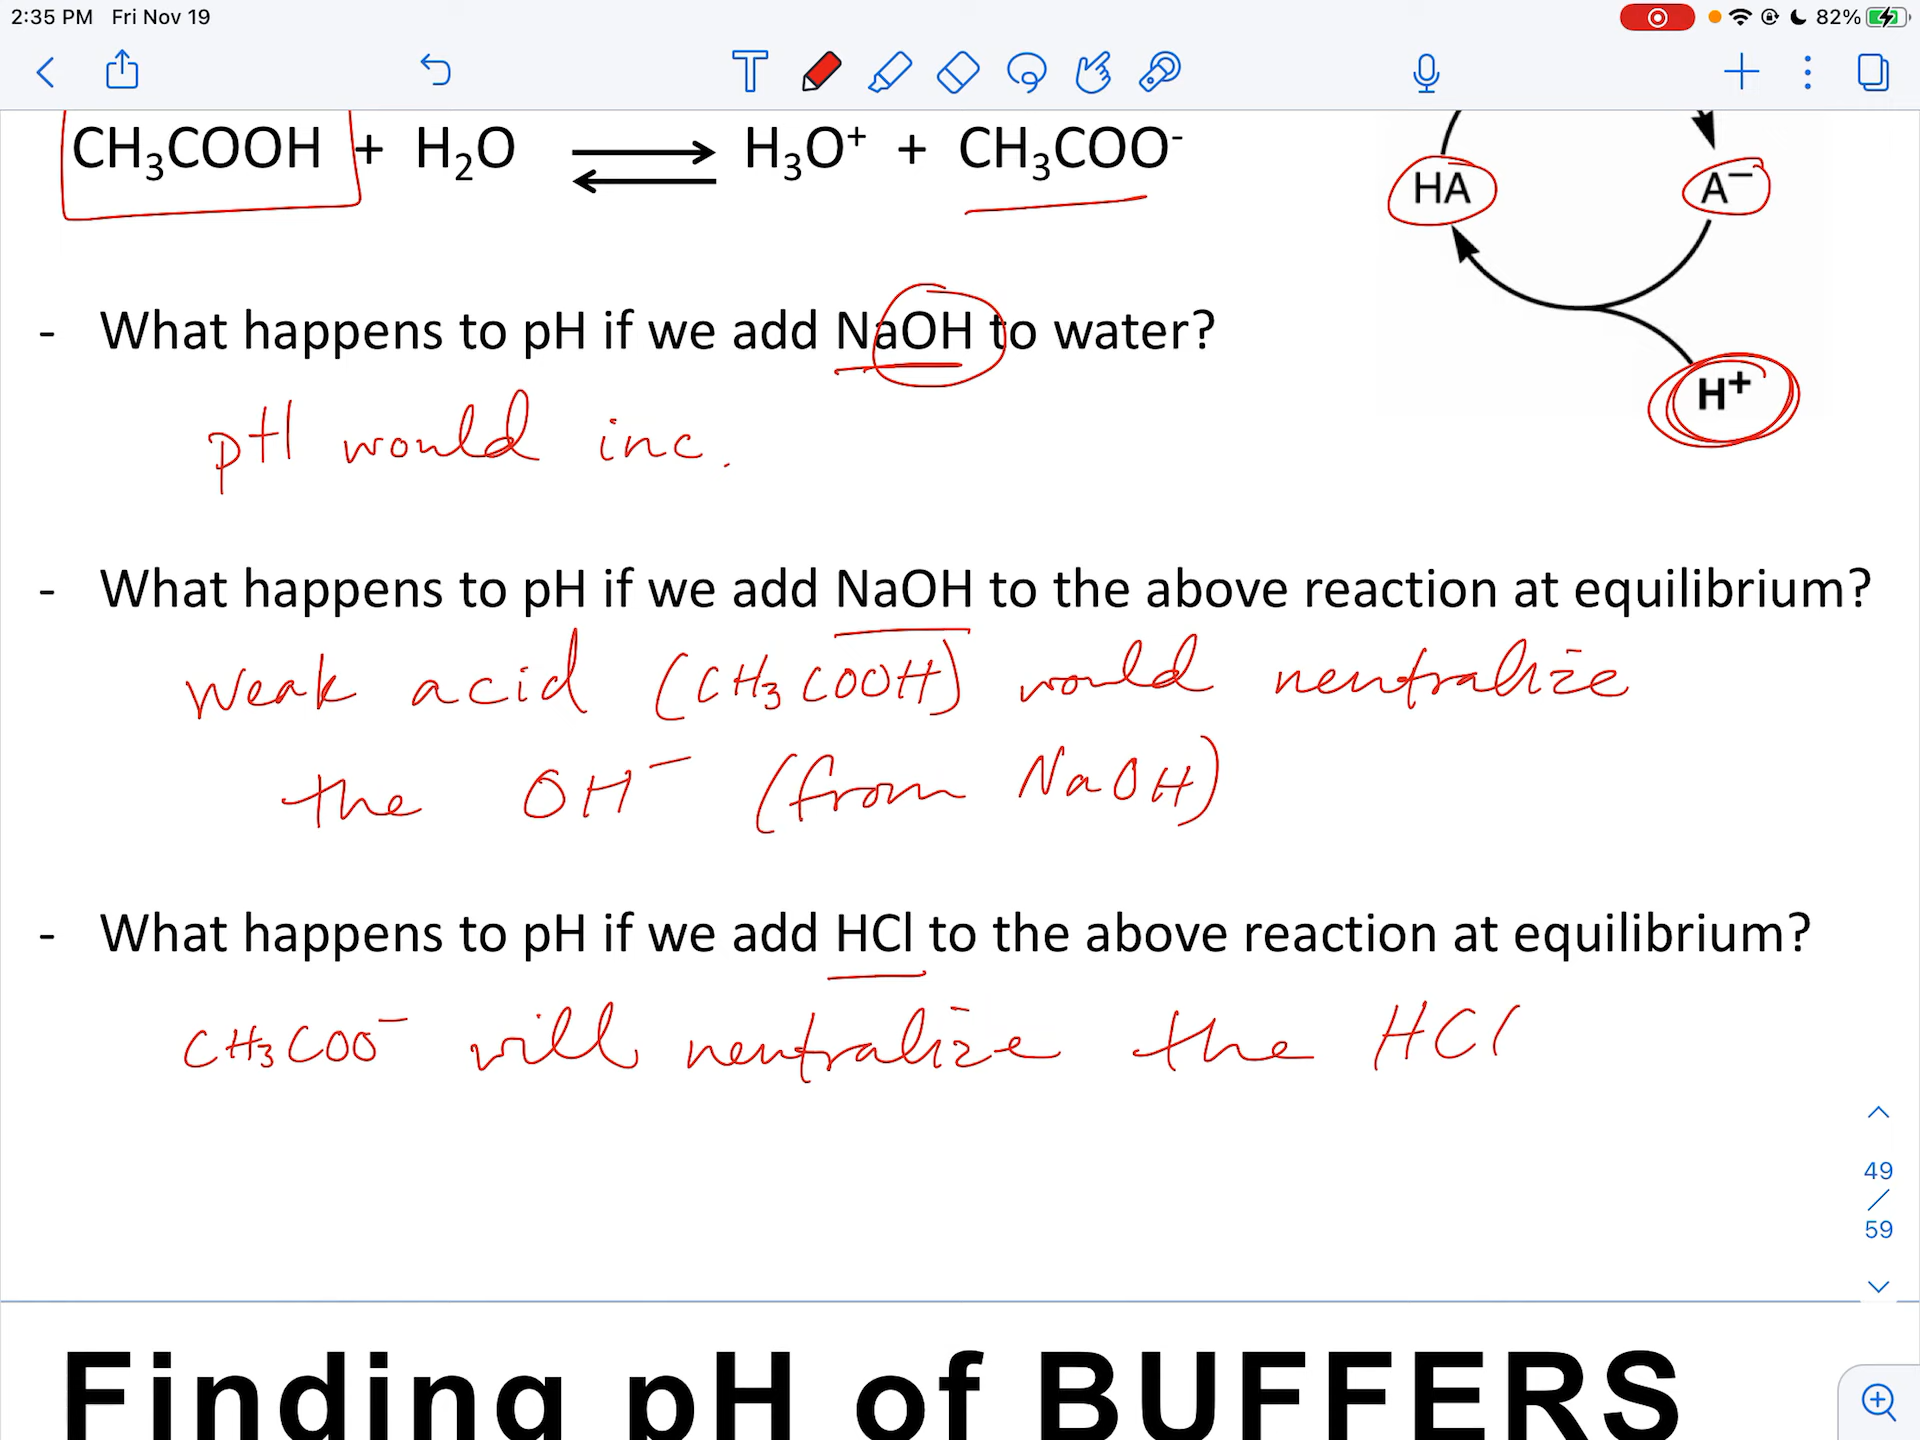 2:35 PM Fri Nov 19 82%
CH₃COOH + H₂O ⇌ H₃O⁺ + CH₃COO⁻
HA A⁻
- What happens to pH if we add NaOH to water?
H⁺
pH would inc.
- What happens to pH if we add NaOH to the above reaction at equilibrium?
Weak acid (CH₃COOH) would neutralize
the OH⁻ (from NaOH)
- What happens to pH if we add HCl to the above reaction at equilibrium?
CH₃COO⁻ will neutralize the HCl
49
/
59
Finding pH of BUFFERS